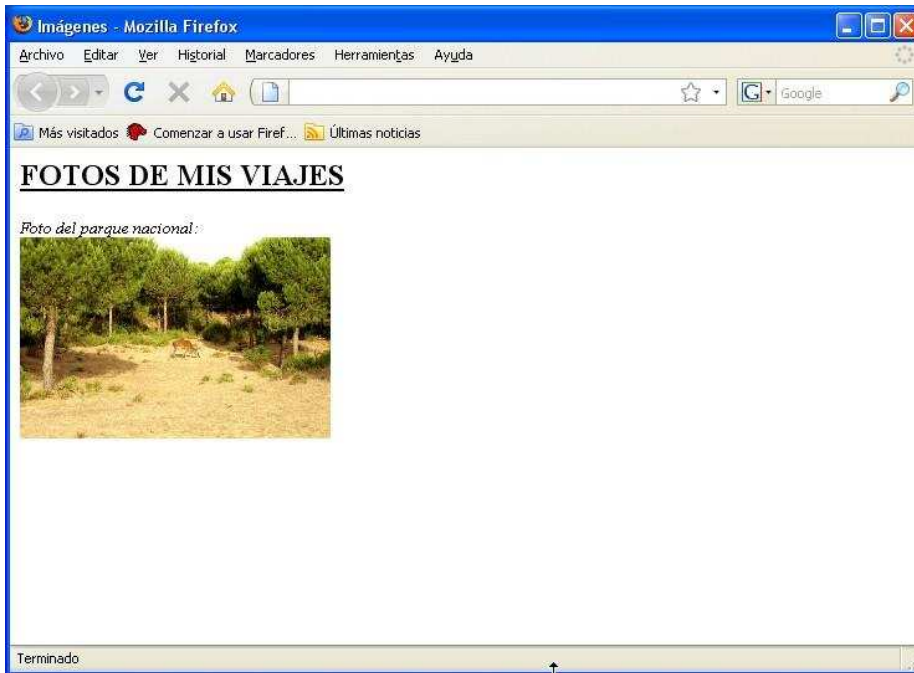 Imágenes - Mozilla Firefox
Archivo Editar Ver Historial Marcadores Herramientas Ayuda
G Google
Más visitados Comenzar a usar Firef... Últimas noticias
FOTOS DE MIS VIAJES
Foto del parque nacional:
Terminado